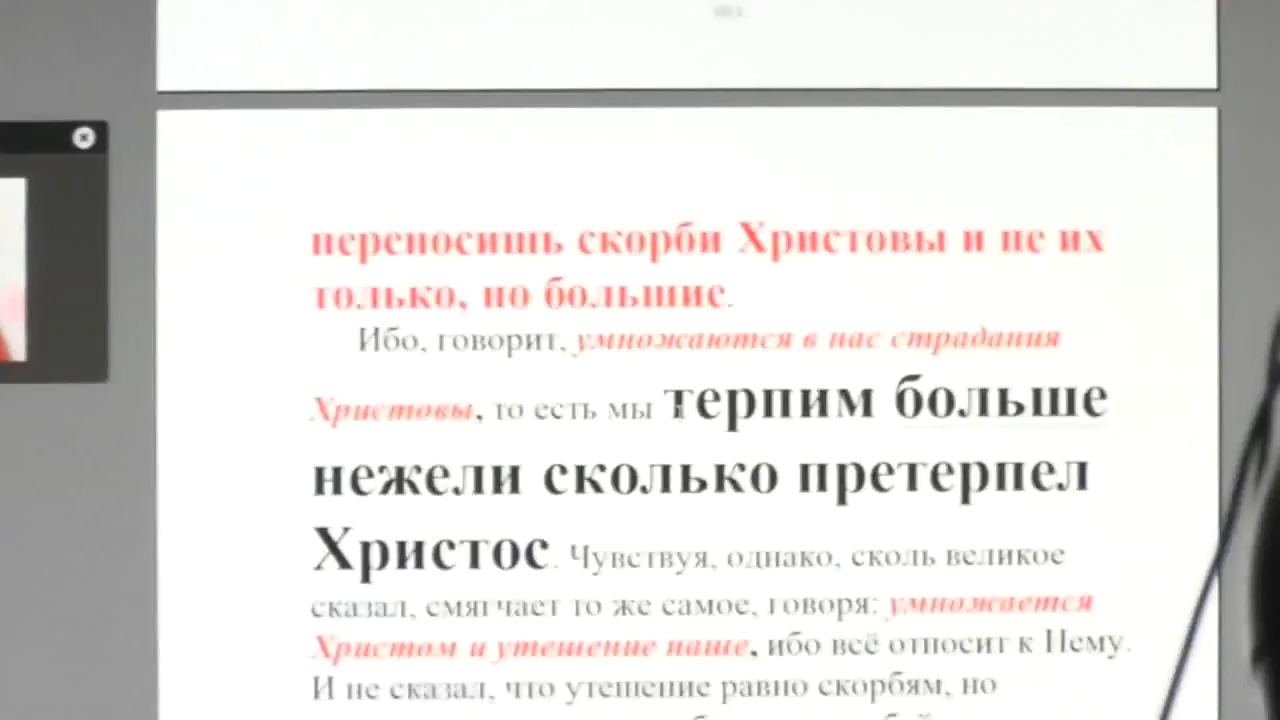 переносишь скорби Христовы и не их
только, но большие.
Ибо, говорит, умножаются в нас страдания
Христовы, то есть мы терпим больше
нежели сколько претерпел
Христос. Чувствуя, однако, сколь великое
сказал, смягчает то же самое, говоря: умножается
Христом и утешение наше, ибо всё относит к Нему.
И не сказал, что утешение равно скорбям, но